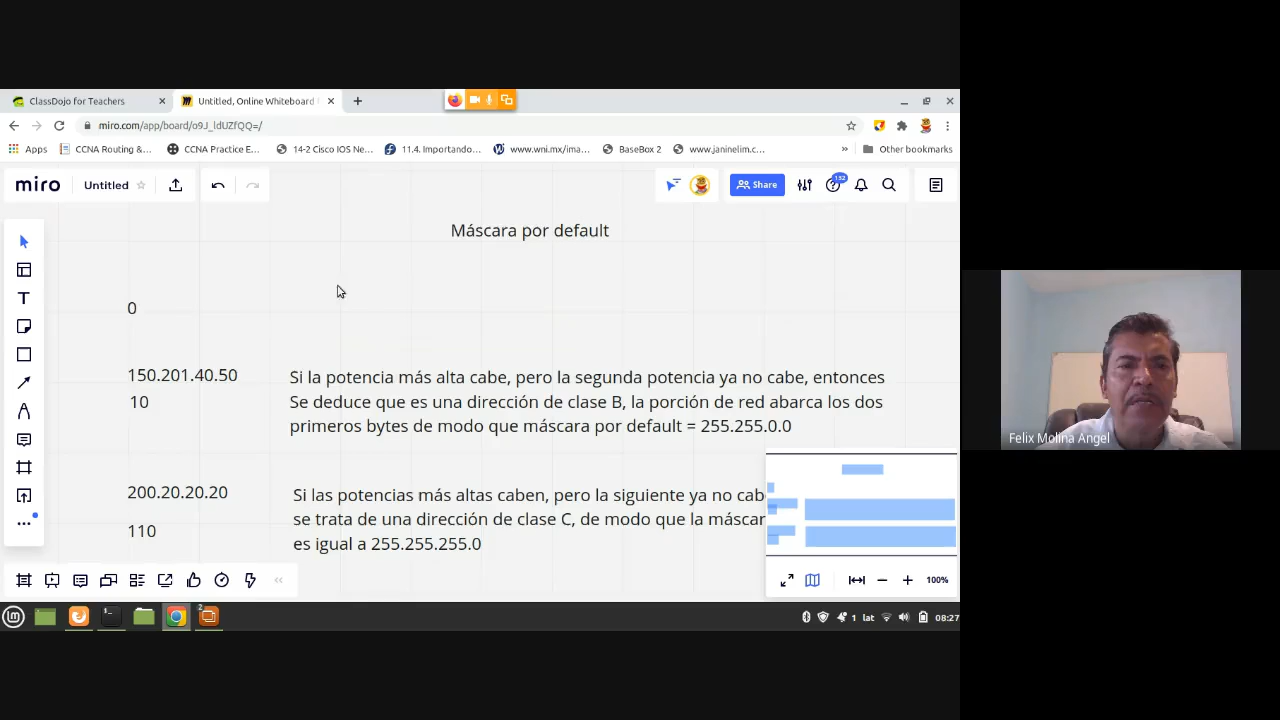 ClassDojo for Teachers
Untitled, Online Whiteboard
miro.com/app/board/o9J_ldUZfQQ=/
Apps
CCNA Routing &...
CCNA Practice E...
14-2 Cisco IOS Ne...
11.4. Importando...
www.wni.mx/ima...
BaseBox 2
www.janinelim.c...
»
Other bookmarks
miro
Untitled
Share
132
Máscara por default
0
150.201.40.50
10
Si la potencia más alta cabe, pero la segunda potencia ya no cabe, entonces
Se deduce que es una dirección de clase B, la porción de red abarca los dos
primeros bytes de modo que máscara por default = 255.255.0.0
200.20.20.20
110
Si las potencias más altas caben, pero la siguiente ya no cab
se trata de una dirección de clase C, de modo que la máscar
es igual a 255.255.255.0
100%
2
1
lat
08:27
Felix Molina Angel